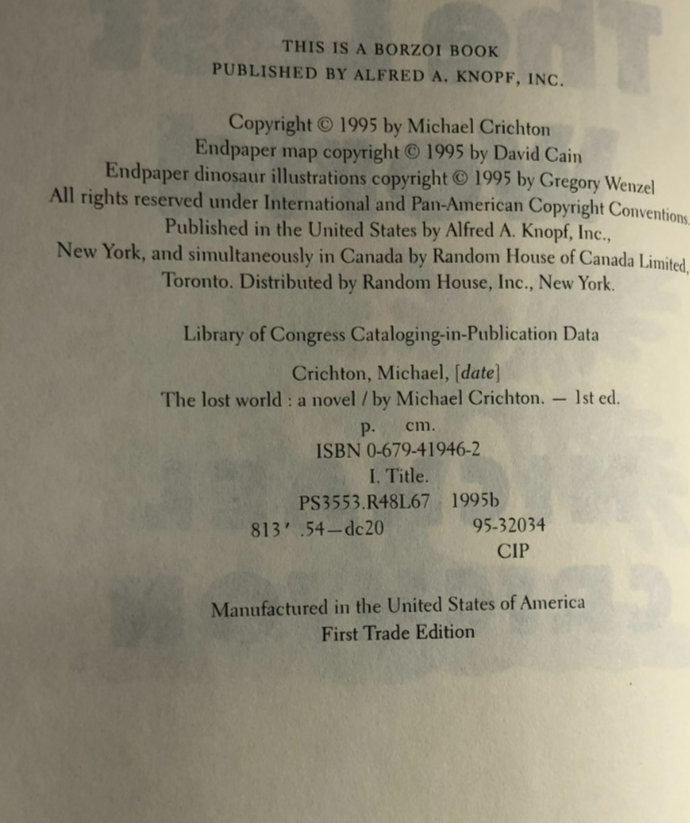 THIS IS A BORZOI BOOK
PUBLISHED BY ALFRED A. KNOPF, INC.
Copyright © 1995 by Michael Crichton
Endpaper map copyright © 1995 by David Cain
Endpaper dinosaur illustrations copyright © 1995 by Gregory Wenzel
All rights reserved under International and Pan-American Copyright Conventions.
Published in the United States by Alfred A. Knopf, Inc.,
New York, and simultaneously in Canada by Random House of Canada Limited,
Toronto. Distributed by Random House, Inc., New York.
Library of Congress Cataloging-in-Publication Data
Crichton, Michael, [date]
The lost world : a novel / by Michael Crichton. — 1st ed.
p. cm.
ISBN 0-679-41946-2
I. Title.
PS3553.R48L67 1995b
813′ .54—dc20 95-32034
CIP
Manufactured in the United States of America
First Trade Edition